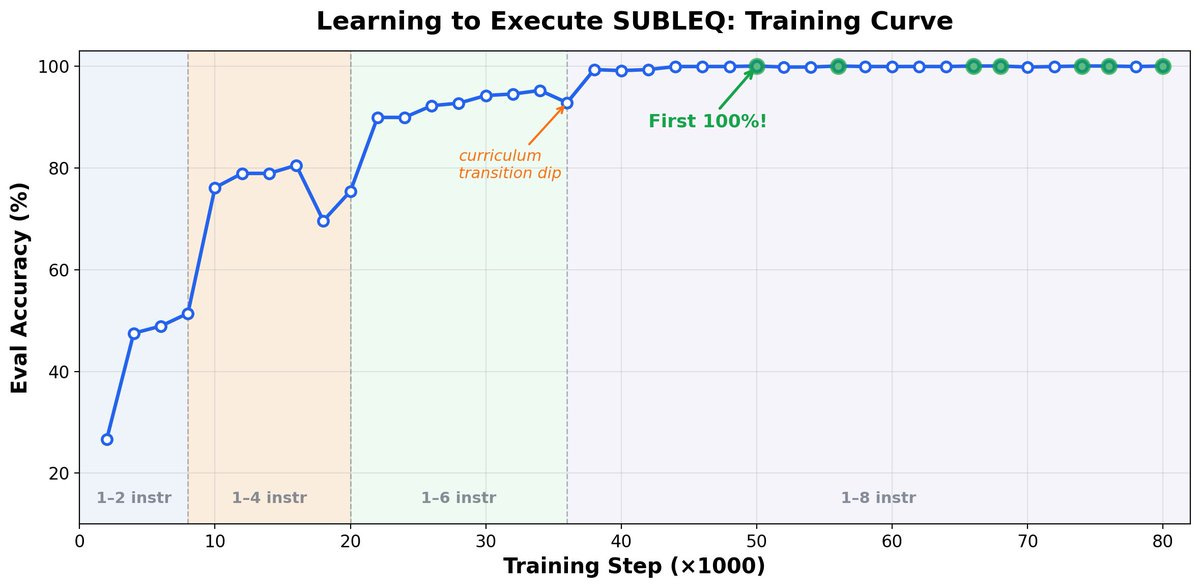 Learning to Execute SUBLEQ: Training Curve
Eval Accuracy (%)
100
80
60
40
20
First 100%!
curriculum
transition dip
1–2 instr
1–4 instr
1–6 instr
1–8 instr
0
10
20
30
40
50
60
70
80
Training Step (×1000)